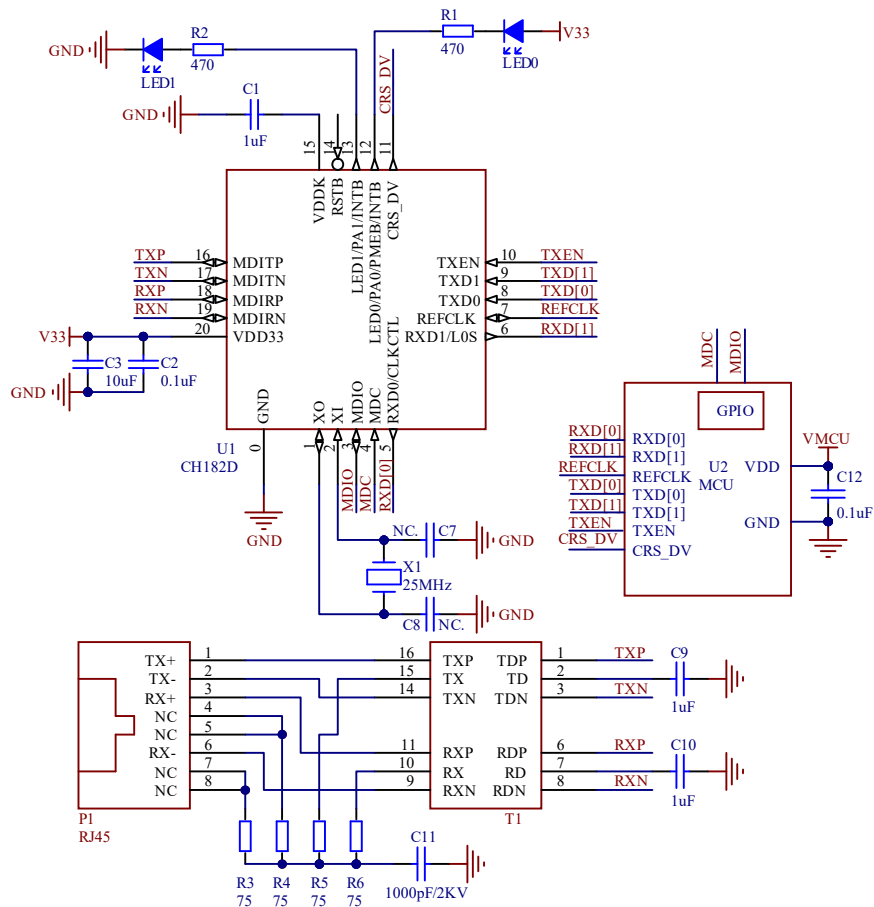 R2
R1
GND
V33
470
470
LED1
LED0
C1
CRS_DV
GND
1uF
15
14
13
12
11
VDDK
RSTB
LED1/PA1/INTB
LED0/PA0/PMEB/INTB
CRS_DV
TXP 16 MDITP
TXEN 10 TXEN
TXN 17 MDITN
TXD1 9 TXD[1]
RXP 18 MDIRP
TXD0 8 TXD[0]
RXN 19 MDIRN
REFCLK 7 REFCLK
V33 20 VDD33
RXD1/L0S 6 RXD[1]
C3
C2
10uF
0.1uF
GND
GND
XO
XI
MDIO
MDC
RXD0/CLKCTL
U1
CH182D
0
1
2
3
4
5
MDIO
MDC
RXD[0]
GND
MDC
MDIO
GPIO
RXD[0] RXD[0]
RXD[1] RXD[1]
REFCLK REFCLK
TXD[0] TXD[0]
TXD[1] TXD[1]
TXEN TXEN
CRS_DV CRS_DV
U2
MCU
VDD
GND
VMCU
C12
0.1uF
NC. C7
GND
X1
25MHz
C8 NC.
GND
TX+ 1
TX- 2
RX+ 3
NC 4
NC 5
RX- 6
NC 7
NC 8
P1
RJ45
16 TXP
15 TX
14 TXN
11 RXP
10 RX
9 RXN
TDP 1 TXP
TD 2
TDN 3 TXN
RDP 6 RXP
RD 7
RDN 8 RXN
T1
C9
1uF
C10
1uF
C11
1000pF/2KV
R3 R4 R5 R6
75 75 75 75